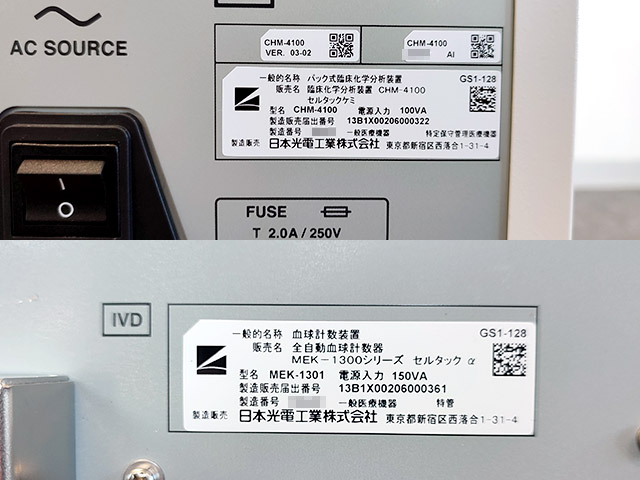 AC SOURCE
CHM-4100
VER. 03-02
CHM-4100
AI
一般的名称 パック式臨床化学分析装置 GS1-128
販売名 臨床化学分析装置 CHM-4100
セルタックケミ
型名 CHM-4100 電源入力 100VA
製造販売届出番号 13B1X00206000322
製造番号 一般医療機器 特定保守管理医療機器
製造販売 日本光電工業株式会社 東京都新宿区西落合1-31-4
FUSE
T 2.0A / 250V
IVD
一般的名称 血球計数装置 GS1-128
販売名 全自動血球計数器
MEK-1300シリーズ セルタック α
型名 MEK-1301 電源入力 150VA
製造販売届出番号 13B1X00206000361
製造番号 一般医療機器 特管
製造販売 日本光電工業株式会社 東京都新宿区西落合1-31-4